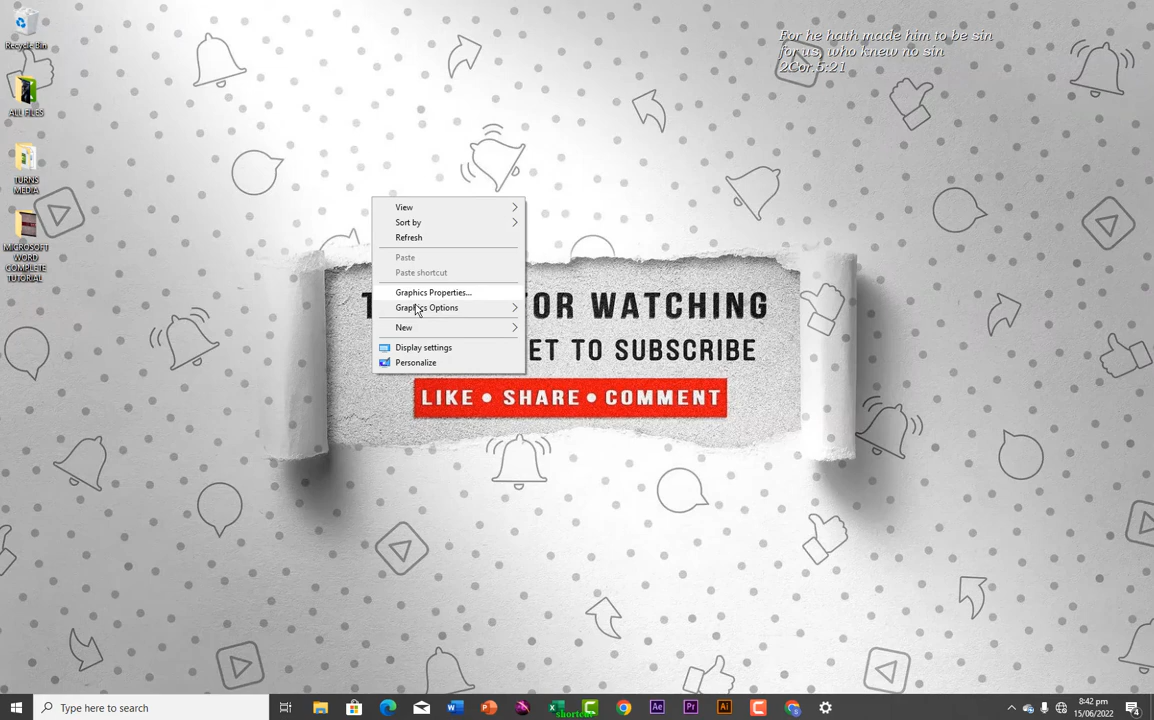 Recycle Bin
ALL FILES
TURNS
MEDIA
MICROSOFT
WORD
COMPLETE
TUTORIAL
For he hath made him to be sin
for us, who knew no sin
2Cor.5:21
View
Sort by
Refresh
Paste
Paste shortcut
Graphics Properties...
Graphics Options
New
Display settings
Personalize
OR WATCHING
ET TO SUBSCRIBE
LIKE • SHARE • COMMENT
Type here to search
shortcut
8:42 pm
15/06/2022
4